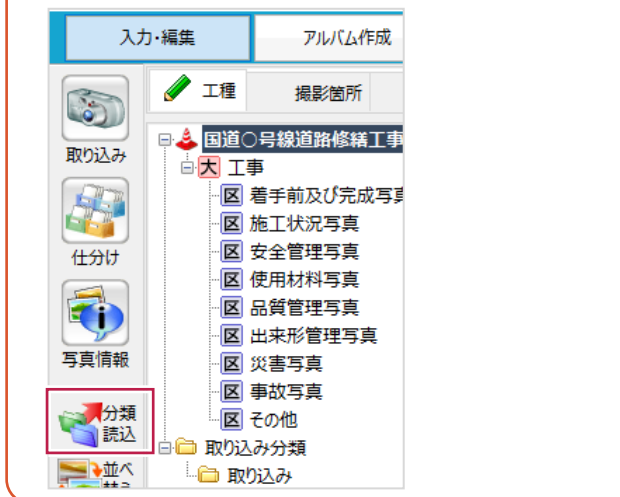 入力・編集
アルバム作成
工種
撮影箇所
取り込み
仕分け
写真情報
分類
読込
並べ
国道○号線道路修繕工事
大 工事
区 着手前及び完成写真
区 施工状況写真
区 安全管理写真
区 使用材料写真
区 品質管理写真
区 出来形管理写真
区 災害写真
区 事故写真
区 その他
取り込み分類
取り込み